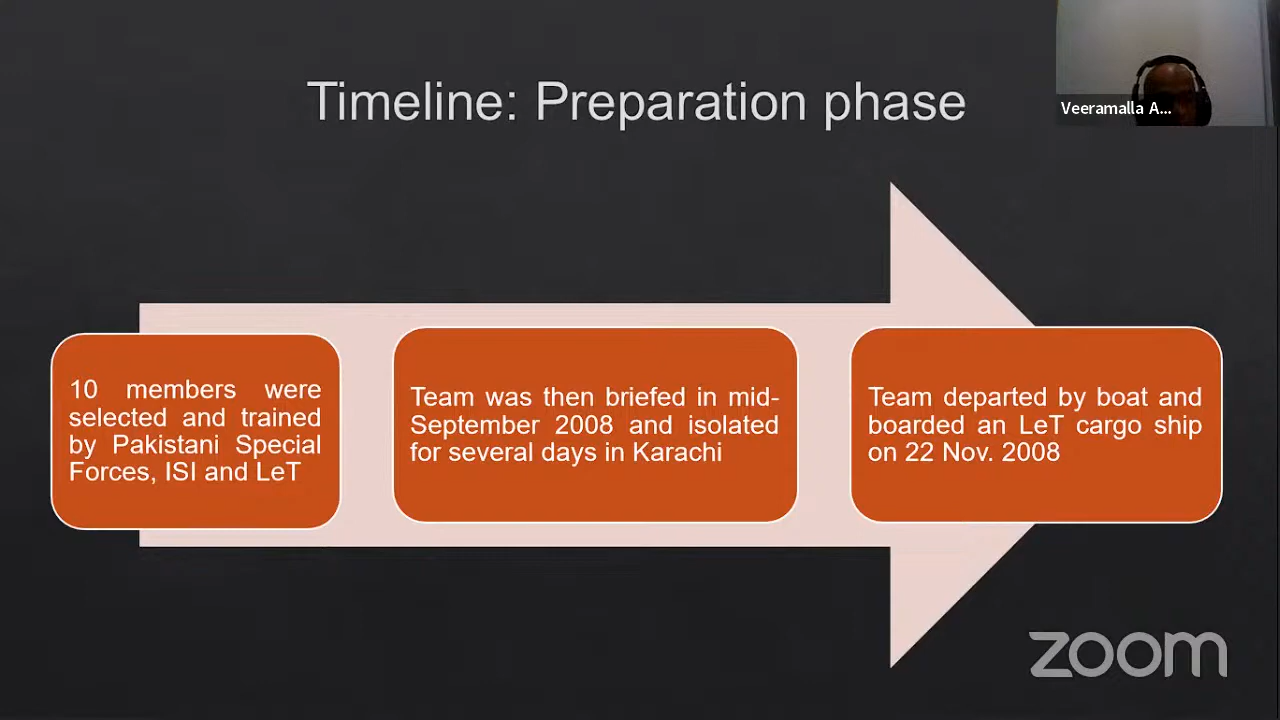 Timeline: Preparation phase
Veeramalla A...
10 members were
selected and trained
by Pakistani Special
Forces, ISI and LeT
Team was then briefed in mid-
September 2008 and isolated
for several days in Karachi
Team departed by boat and
boarded an LeT cargo ship
on 22 Nov. 2008
zoom